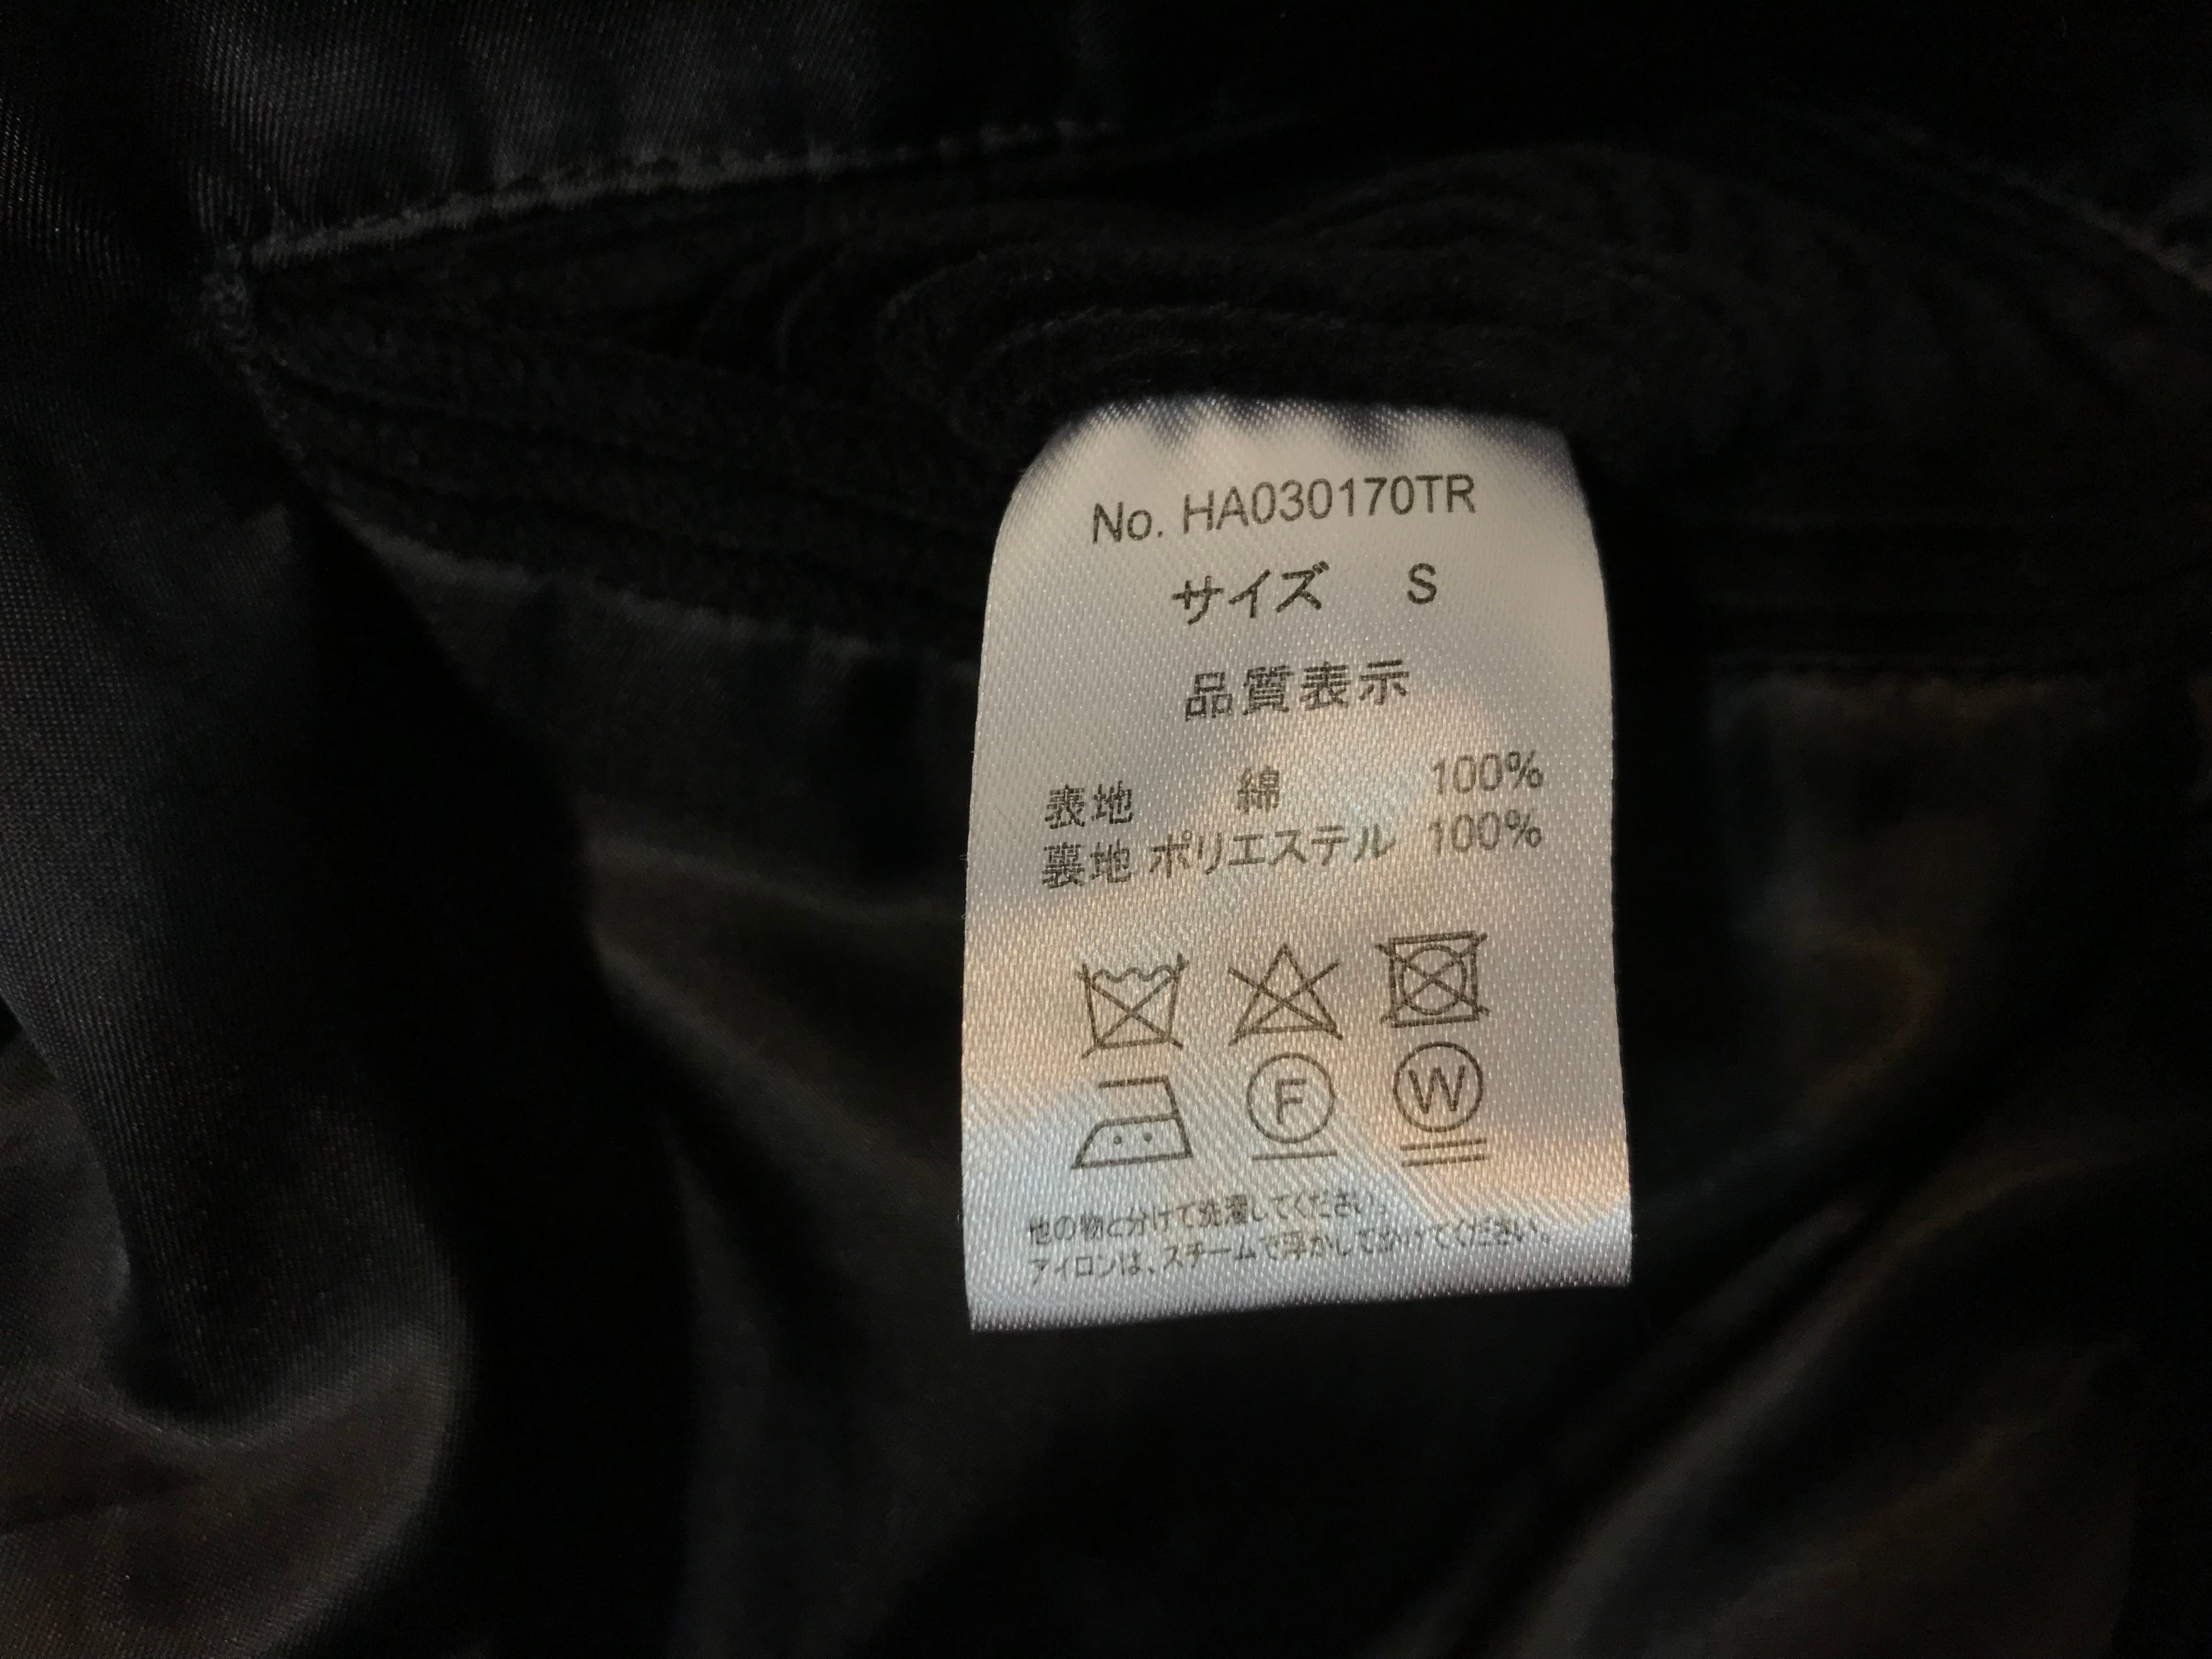 No. HA030170TR
サイズ S
品質表示
表地 綿 100%
裏地 ポリエステル 100%
F W
他の物と分けて洗濯してください。
アイロンは、スチームで浮かしてかけてください。